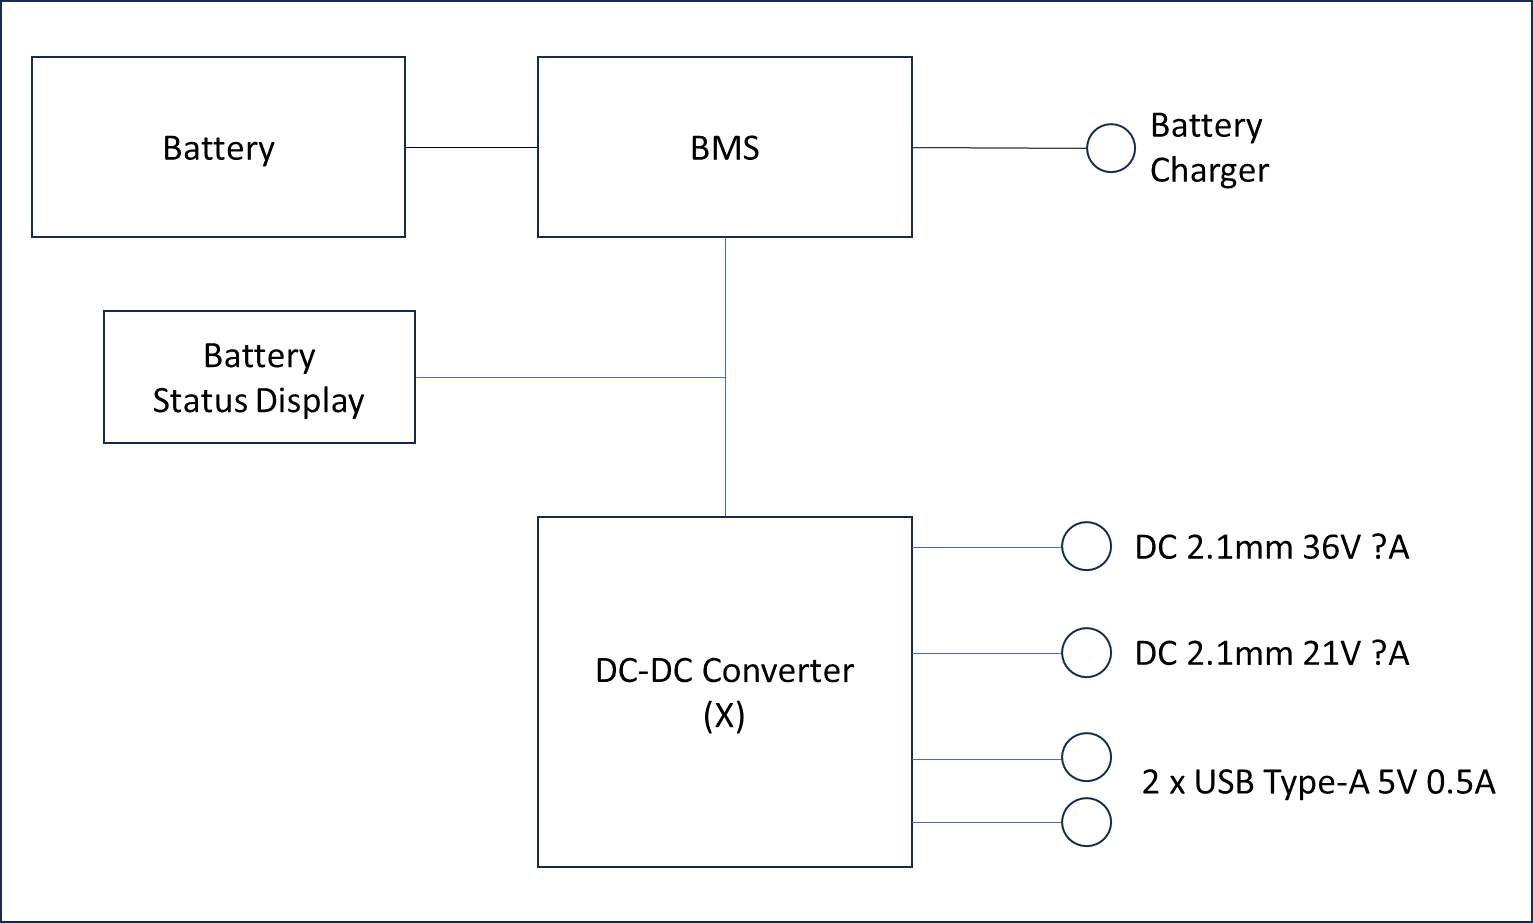 Battery
BMS
Battery
Charger
Battery
Status Display
DC-DC Converter
(X)
DC 2.1mm 36V ?A
DC 2.1mm 21V ?A
2 x USB Type-A 5V 0.5A